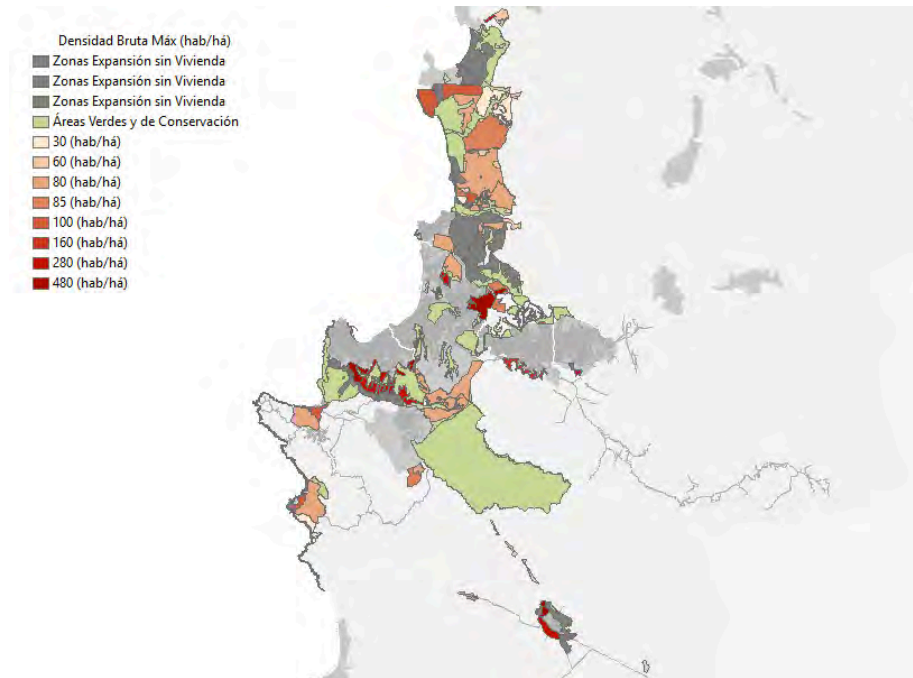 Densidad Bruta Máx (hab/há)
Zonas Expansión sin Vivienda
Zonas Expansión sin Vivienda
Zonas Expansión sin Vivienda
Áreas Verdes y de Conservación
30 (hab/há)
60 (hab/há)
80 (hab/há)
85 (hab/há)
100 (hab/há)
160 (hab/há)
280 (hab/há)
480 (hab/há)